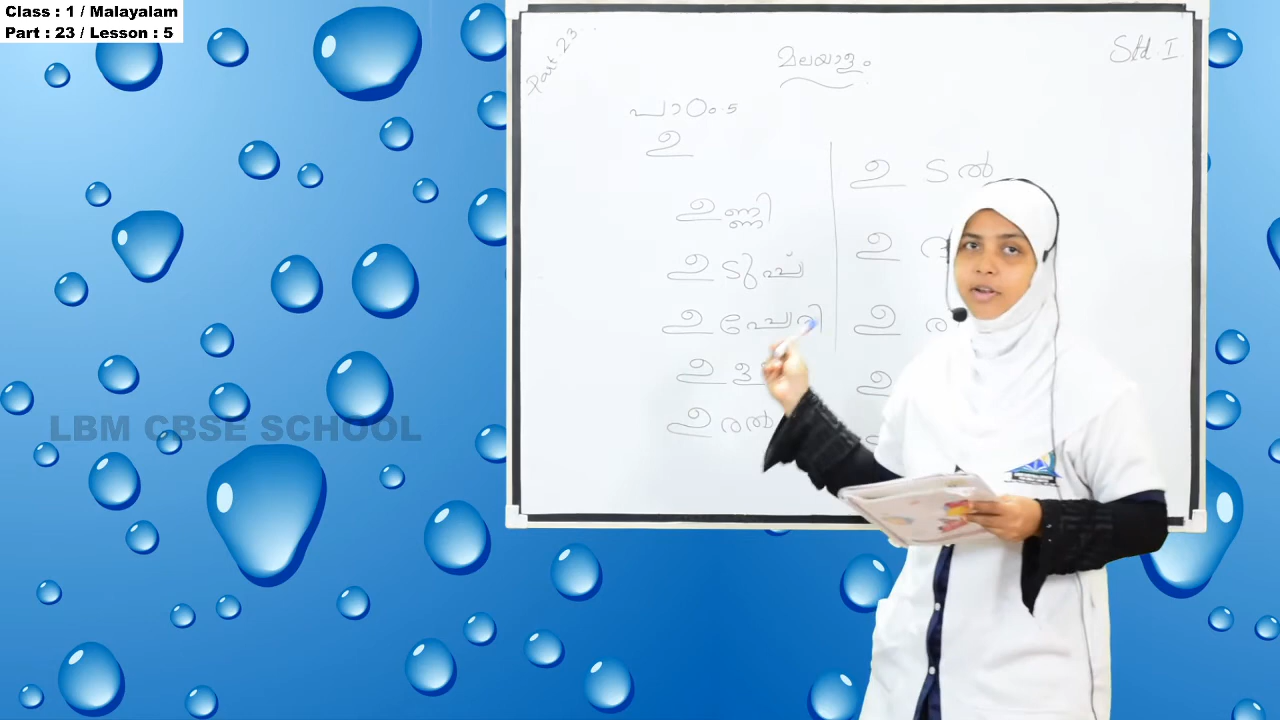 Class : 1 / Malayalam
Part : 23 / Lesson : 5
Part 23
മലയാളം
Std. I
പാഠം.5
ഉ
ഉണ്ണി
ഉടുപ്പ്
ഉപ്പേരി
ഉരൽ
ഉടൽ
LBM CBSE SCHOOL